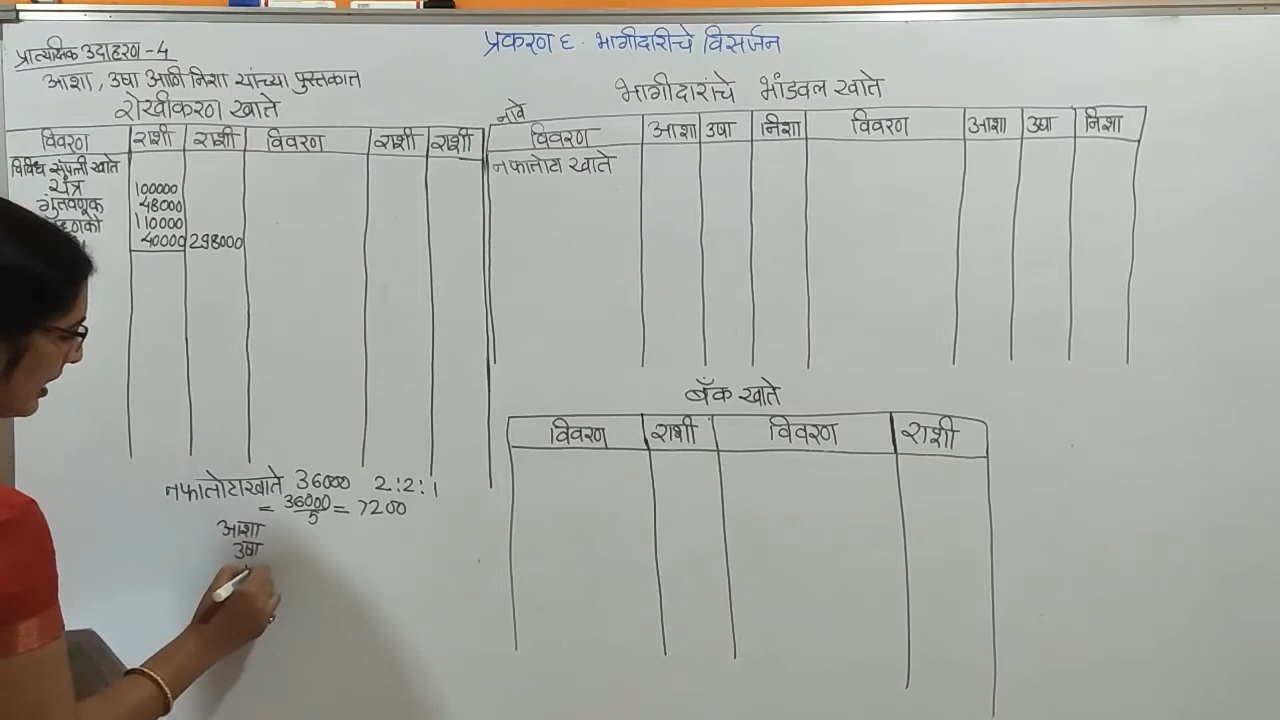 प्रकरण ६. भागीदारीचे विसर्जन
प्रात्यक्षिक उदाहरण-4
आशा, उषा आणि निशा यांच्या पुस्तकात
रोखीकरण खाते
विवरण राशी राशी विवरण राशी राशी
विविध संपत्ती खाते
यंत्र 100000
गुंतवणूक 48000
110000
40000 298000
भागीदारांचे भांडवल खाते
नावे
विवरण आशा उषा निशा विवरण आशा उषा निशा
नफातोटा खाते
बँक खाते
विवरण राशी विवरण राशी
नफातोटाखाते 36000 2:2:1
= 36000/5 = 7200
आशा
उषा